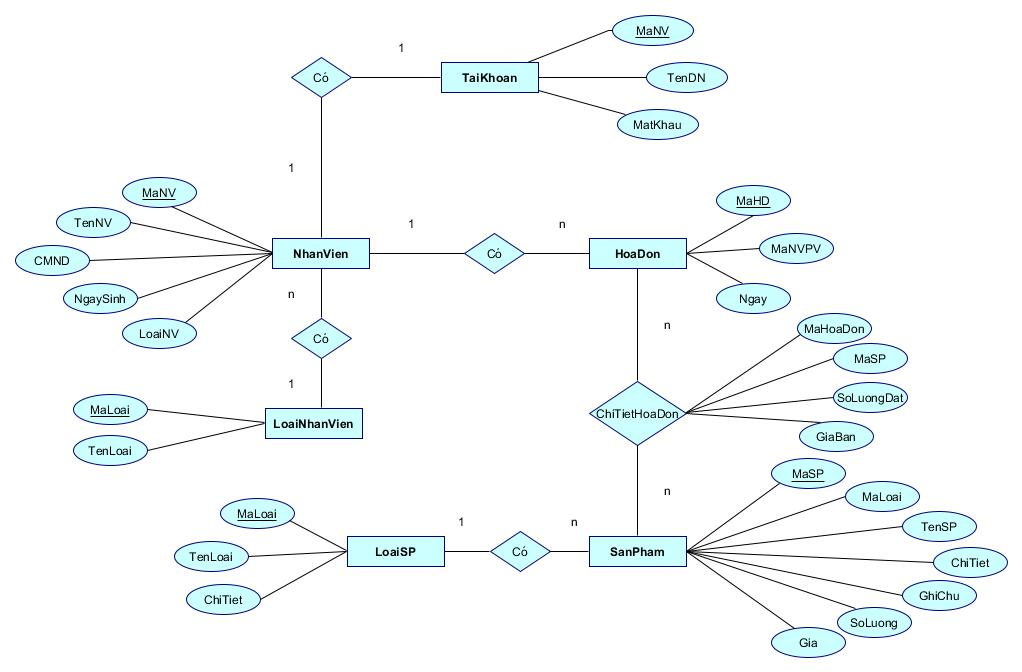 MaNV
1
Có
TaiKhoan
TenDN
MatKhau
1
MaNV
TenNV
CMND
NgaySinh
LoaiNV
NhanVien
1
Có
n
HoaDon
MaHD
MaNVPV
Ngay
n
Có
1
MaLoai
TenLoai
LoaiNhanVien
n
ChiTietHoaDon
MaHoaDon
MaSP
SoLuongDat
GiaBan
n
MaLoai
TenLoai
ChiTiet
LoaiSP
1
Có
n
SanPham
MaSP
MaLoai
TenSP
ChiTiet
GhiChu
SoLuong
Gia